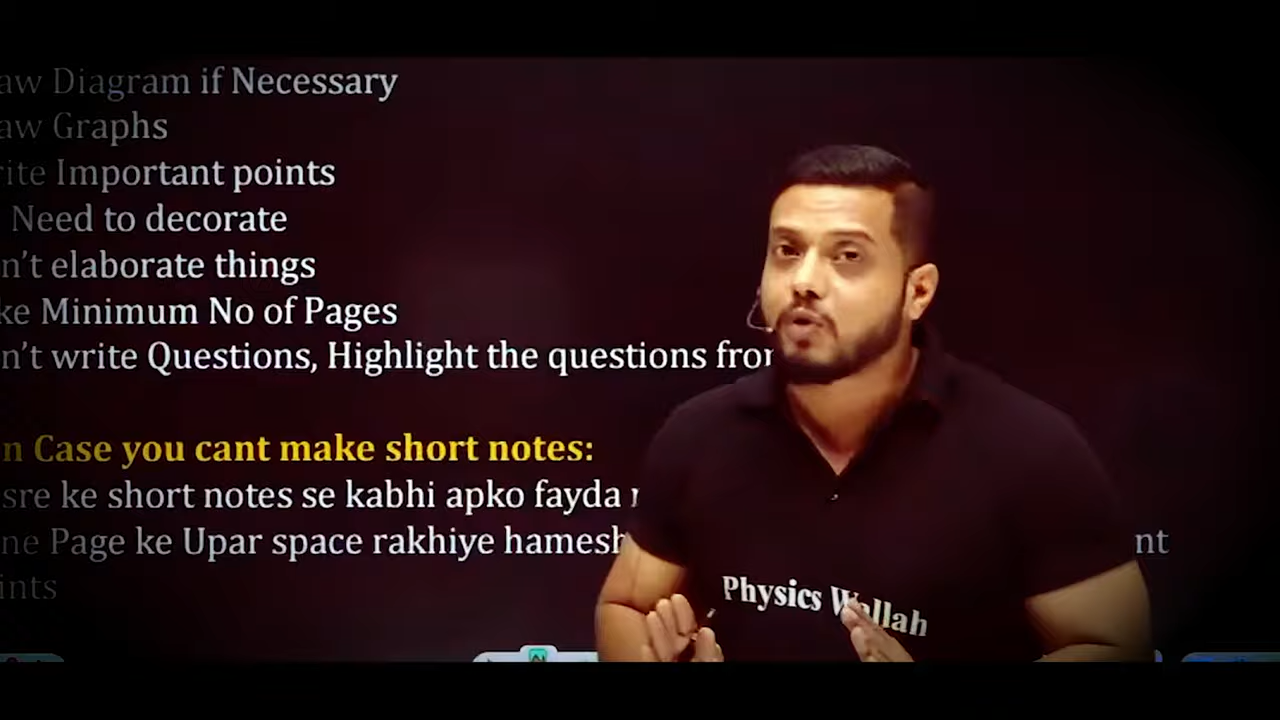 aw Diagram if Necessary
aw Graphs
rite Important points
Need to decorate
n't elaborate things
ke Minimum No of Pages
n't write Questions, Highlight the questions from
n Case you cant make short notes:
sre ke short notes se kabhi apko fayda
ne Page ke Upar space rakhiye hamesh
nt
ints
Physics Wallah